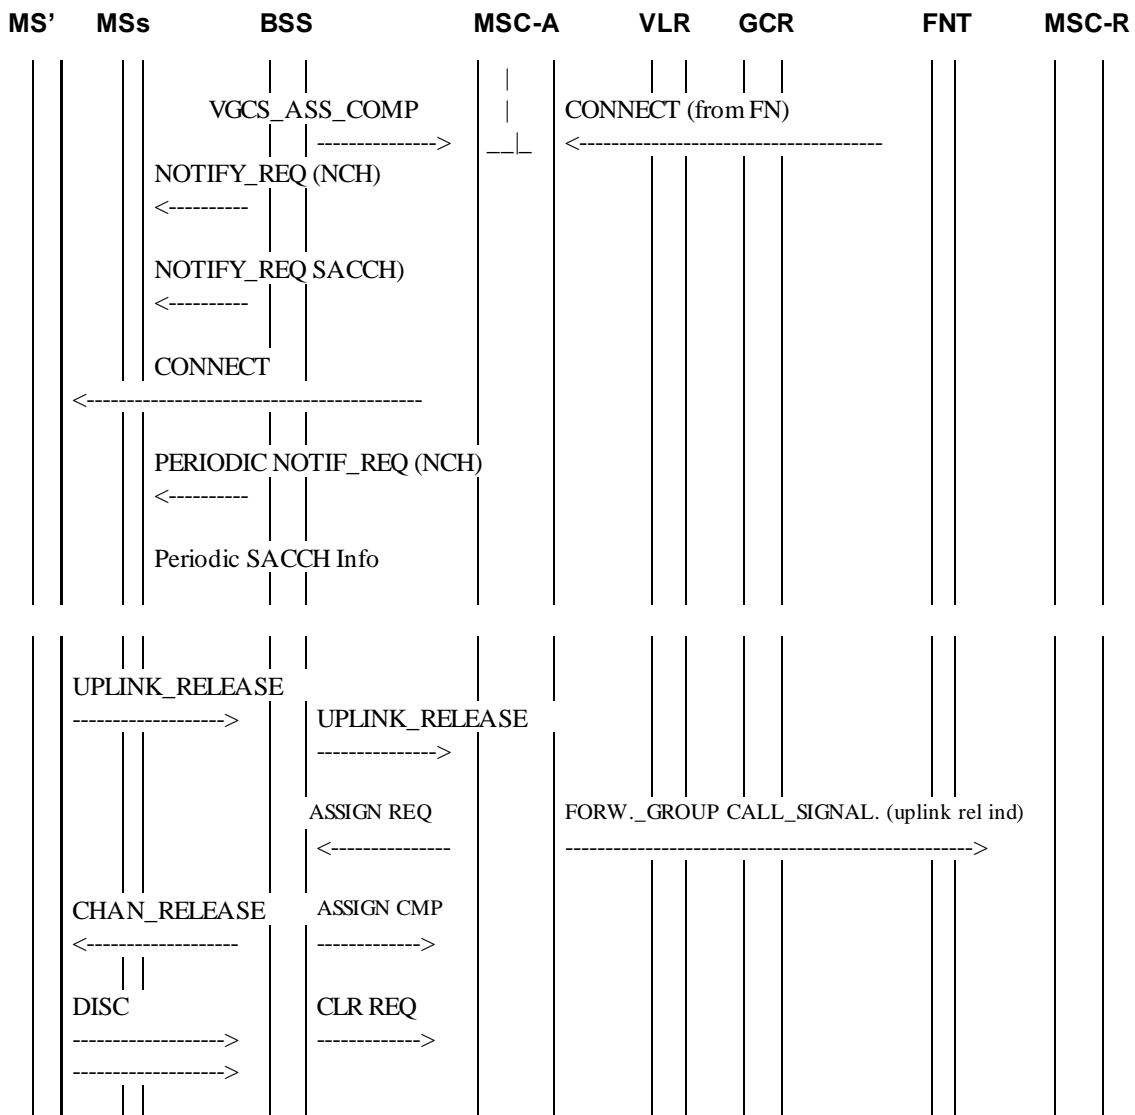 MS’ MSs BSS MSC-A VLR GCR FNT MSC-R
VGCS_ASS_COMP CONNECT (from FN)
NOTIFY_REQ (NCH)
NOTIFY_REQ SACCH)
CONNECT
PERIODIC NOTIF_REQ (NCH)
Periodic SACCH Info
UPLINK_RELEASE
UPLINK_RELEASE
ASSIGN REQ FORW._GROUP CALL_SIGNAL. (uplink rel ind)
CHAN_RELEASE ASSIGN CMP
DISC CLR REQ